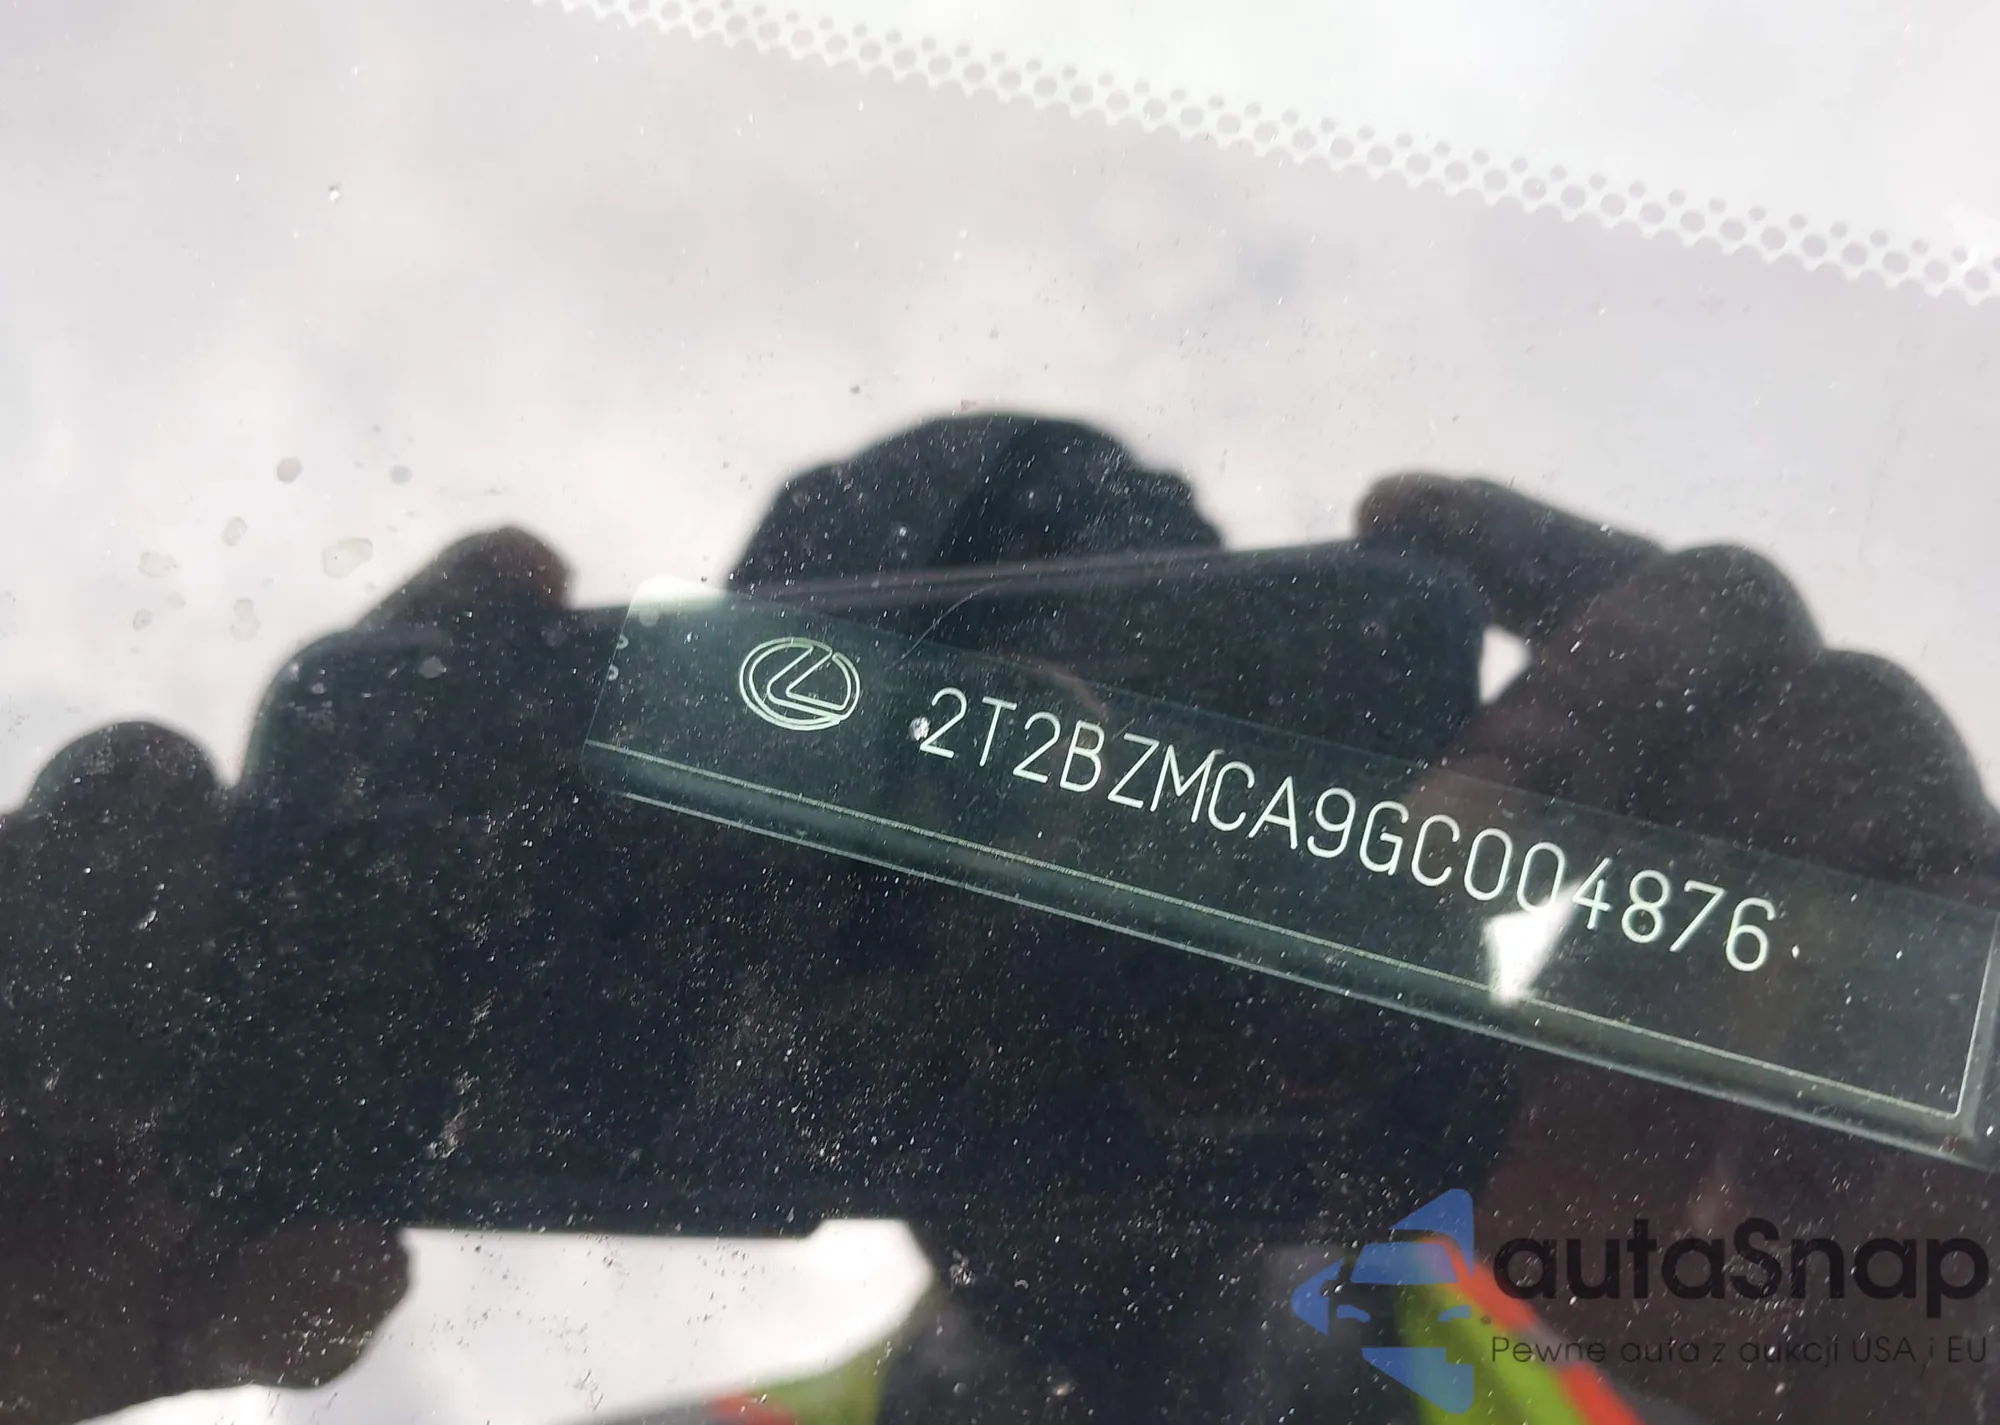 2T2BZMCA9GC004876
autaSnap
Pewne auta z aukcji USA i EU